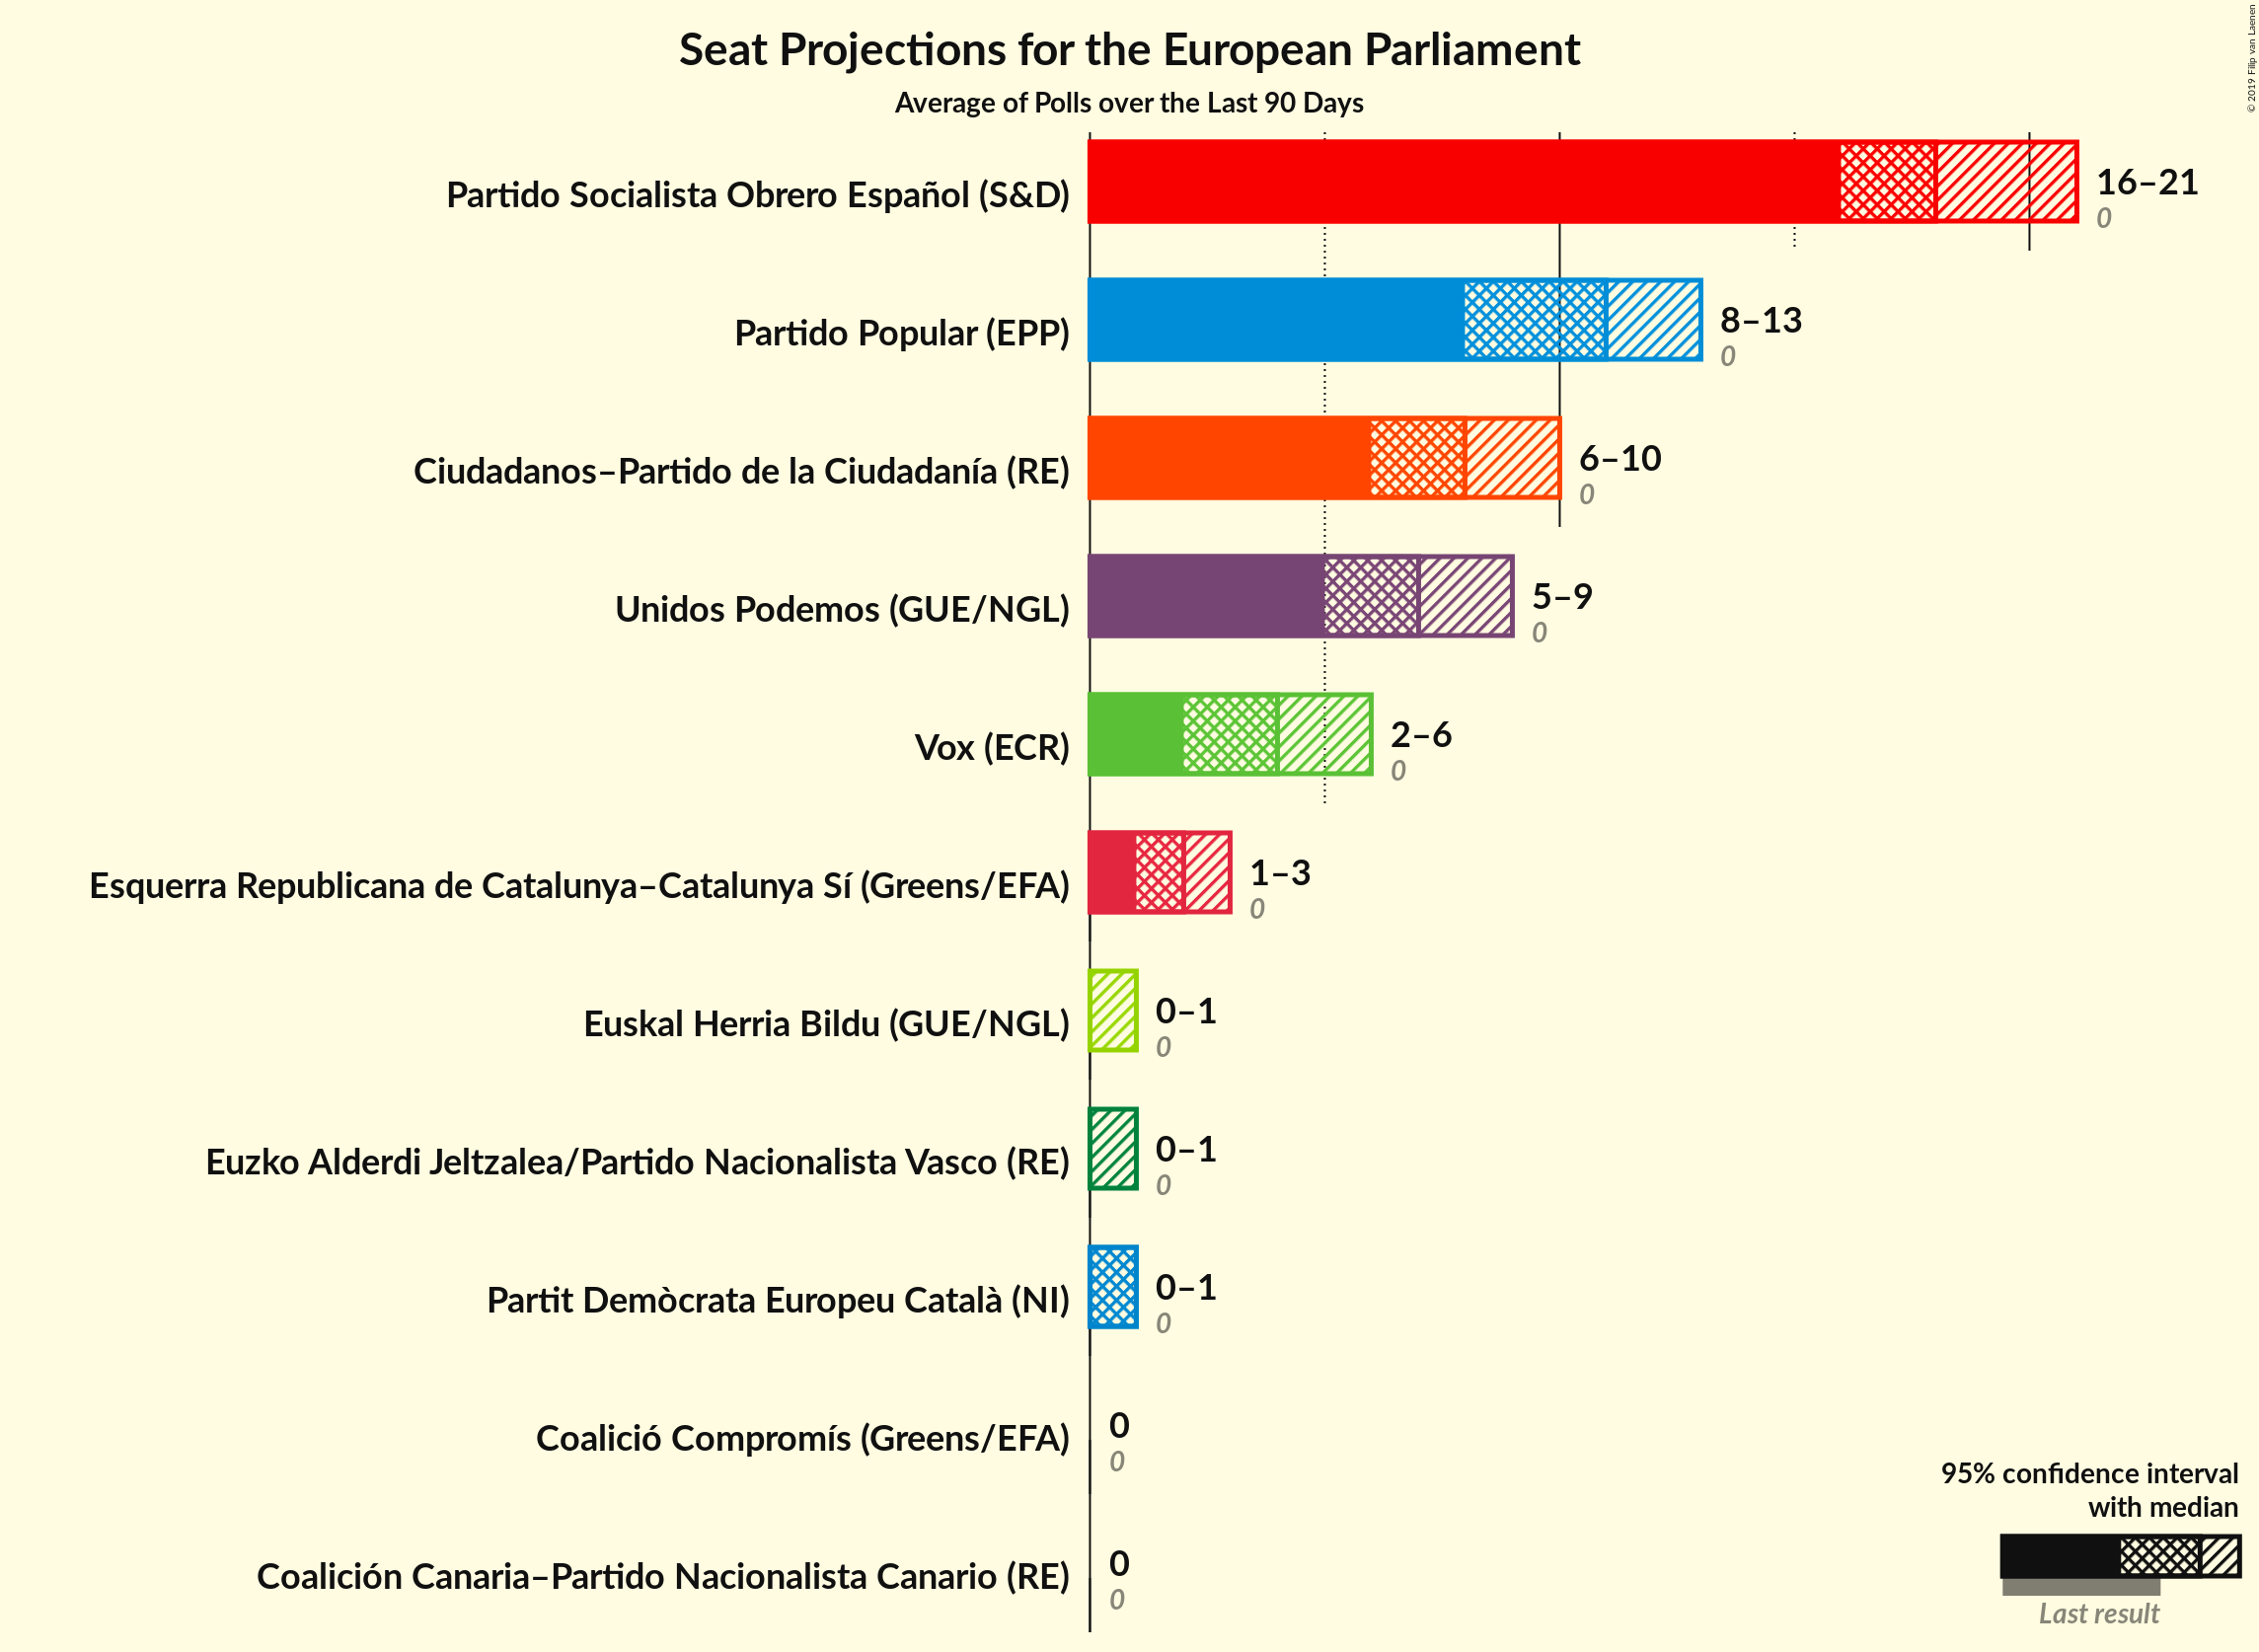 Seat Projections for the European Parliament
Average of Polls over the Last 90 Days
© 2019 Filip van Laenen
Partido Socialista Obrero Español (S&D)
16–21
0
Partido Popular (EPP)
8–13
0
Ciudadanos–Partido de la Ciudadanía (RE)
6–10
0
Unidos Podemos (GUE/NGL)
5–9
0
Vox (ECR)
2–6
0
Esquerra Republicana de Catalunya–Catalunya Sí (Greens/EFA)
1–3
0
Euskal Herria Bildu (GUE/NGL)
0–1
0
Euzko Alderdi Jeltzalea/Partido Nacionalista Vasco (RE)
0–1
0
Partit Demòcrata Europeu Català (NI)
0–1
0
Coalició Compromís (Greens/EFA)
0
0
Coalición Canaria–Partido Nacionalista Canario (RE)
0
0
95% confidence interval
with median
Last result